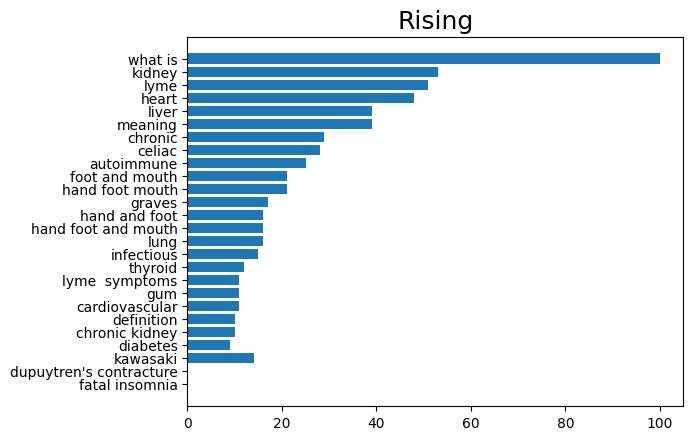 Rising
what is
kidney
lyme
heart
liver
meaning
chronic
celiac
autoimmune
foot and mouth
hand foot mouth
graves
hand and foot
hand foot and mouth
lung
infectious
thyroid
lyme  symptoms
gum
cardiovascular
definition
chronic kidney
diabetes
kawasaki
dupuytren's contracture
fatal insomnia
0 20 40 60 80 100